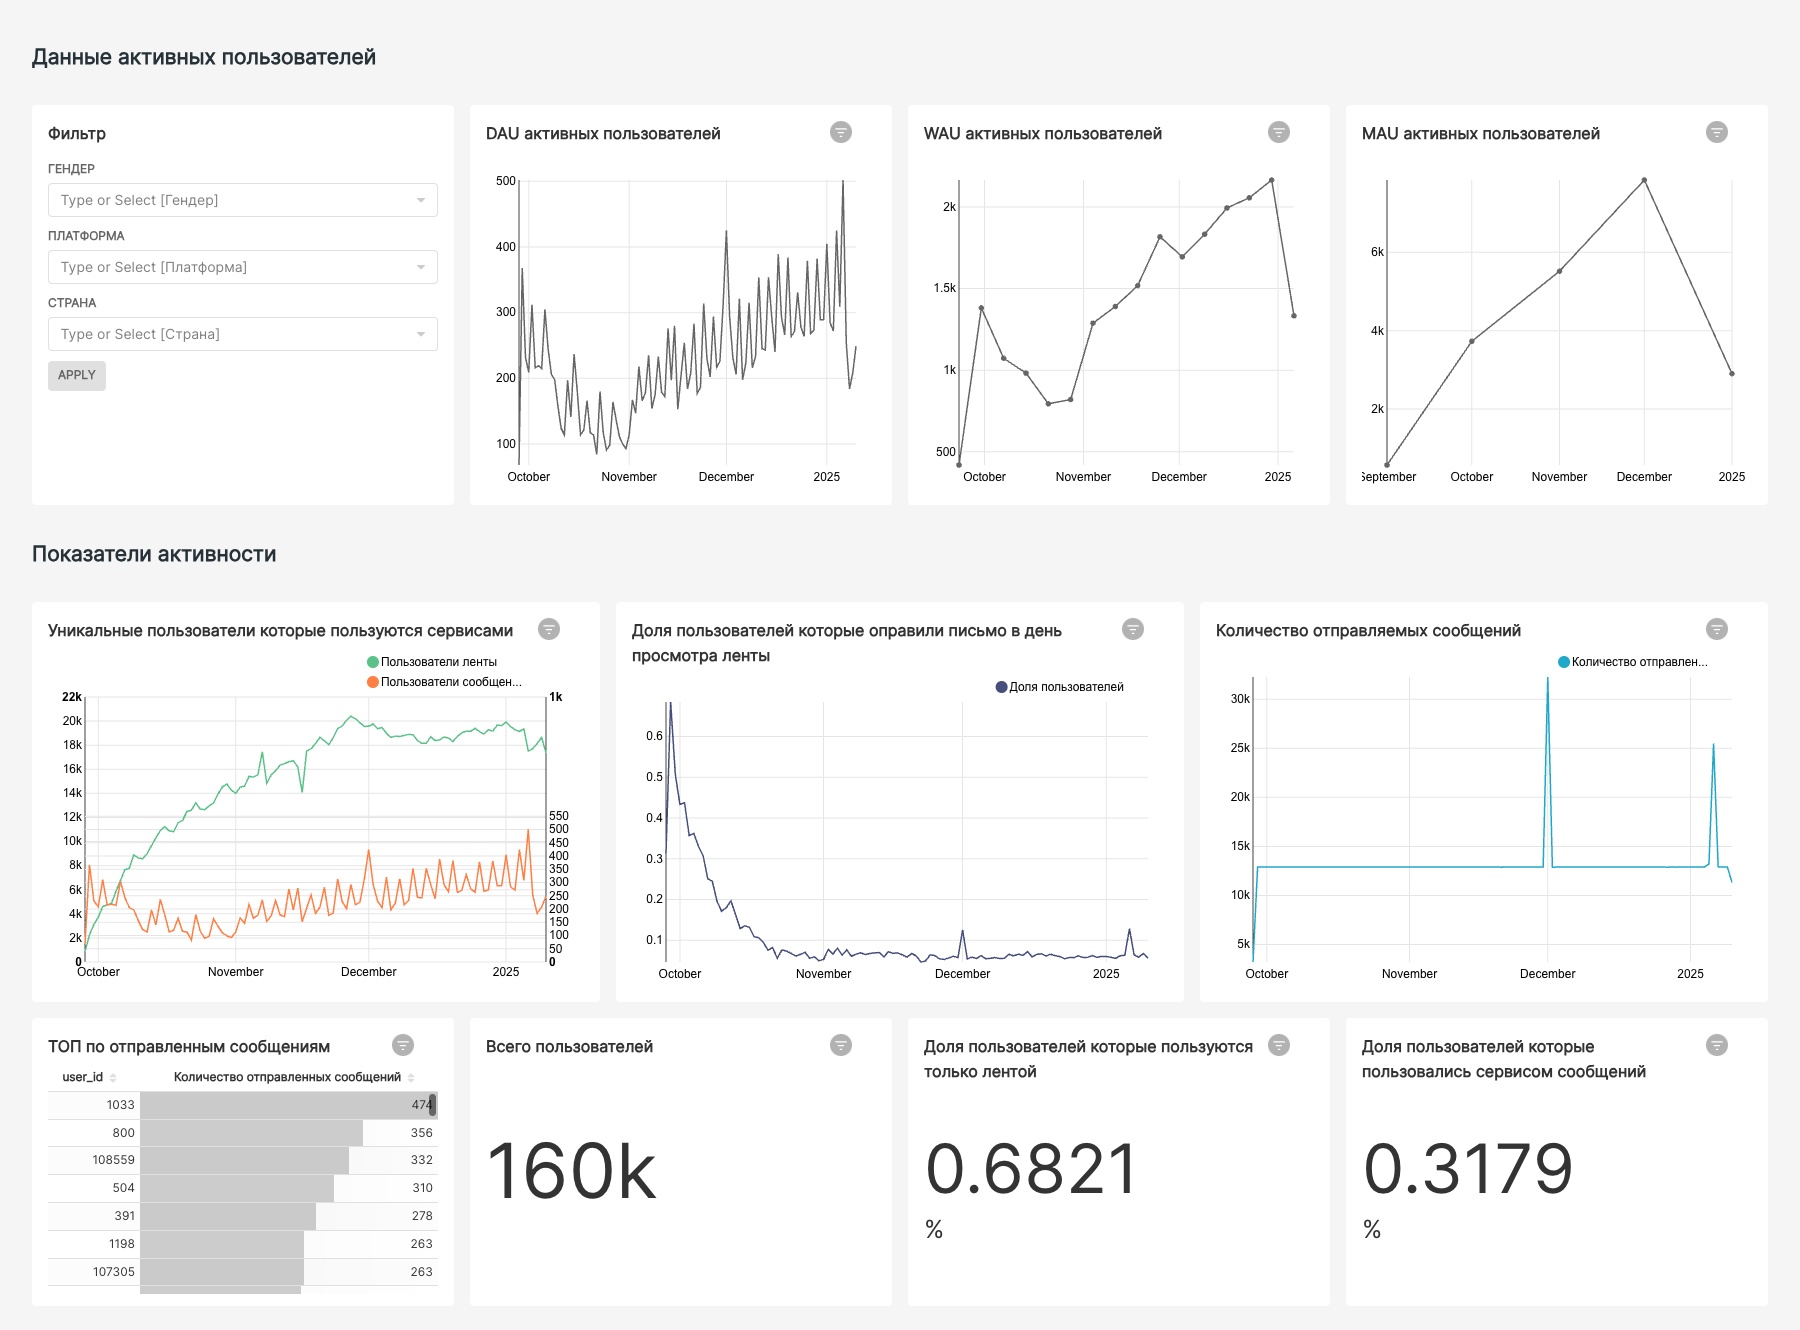 Данные активных пользователей
Фильтр
ГЕНДЕР
Type or Select [Гендер]
ПЛАТФОРМА
Type or Select [Платформа]
СТРАНА
Type or Select [Страна]
APPLY
DAU активных пользователей
500
400
300
200
100
October
November
December
2025
WAU активных пользователей
2k
1.5k
1k
500
October
November
December
2025
MAU активных пользователей
6k
4k
2k
September
October
November
December
2025
Показатели активности
Уникальные пользователи которые пользуются сервисами
Пользователи ленты
Пользователи сообщен...
22k
20k
18k
16k
14k
12k
10k
8k
6k
4k
2k
0
1k
550
500
450
400
350
300
250
200
150
100
50
0
October
November
December
2025
Доля пользователей которые оправили письмо в день
просмотра ленты
Доля пользователей
0.6
0.5
0.4
0.3
0.2
0.1
October
November
December
2025
Количество отправляемых сообщений
Количество отправлен...
30k
25k
20k
15k
10k
5k
October
November
December
2025
ТОП по отправленным сообщениям
user_id Количество отправленных сообщений
1033 474
800 356
108559 332
504 310
391 278
1198 263
107305 263
Всего пользователей
160k
Доля пользователей которые пользуются
только лентой
0.6821
%
Доля пользователей которые
пользовались сервисом сообщений
0.3179
%